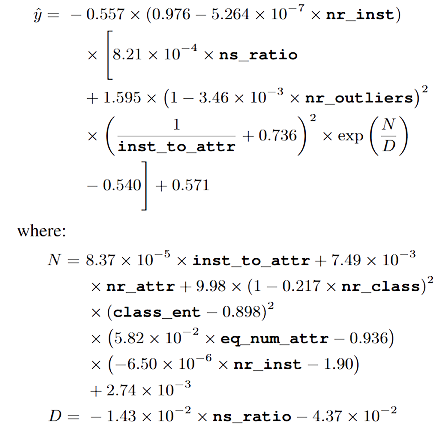 ŷ = − 0.557 × (0.976 − 5.264 × 10⁻⁷ × nr_inst)
× [8.21 × 10⁻⁴ × ns_ratio
+ 1.595 × (1 − 3.46 × 10⁻³ × nr_outliers)²
× (1/inst_to_attr + 0.736)² × exp (N/D)
− 0.540] + 0.571
where:
N = 8.37 × 10⁻⁵ × inst_to_attr + 7.49 × 10⁻³
× nr_attr + 9.98 × (1 − 0.217 × nr_class)²
× (class_ent − 0.898)²
× (5.82 × 10⁻² × eq_num_attr − 0.936)
× (−6.50 × 10⁻⁶ × nr_inst − 1.90)
+ 2.74 × 10⁻³
D = − 1.43 × 10⁻² × ns_ratio − 4.37 × 10⁻²